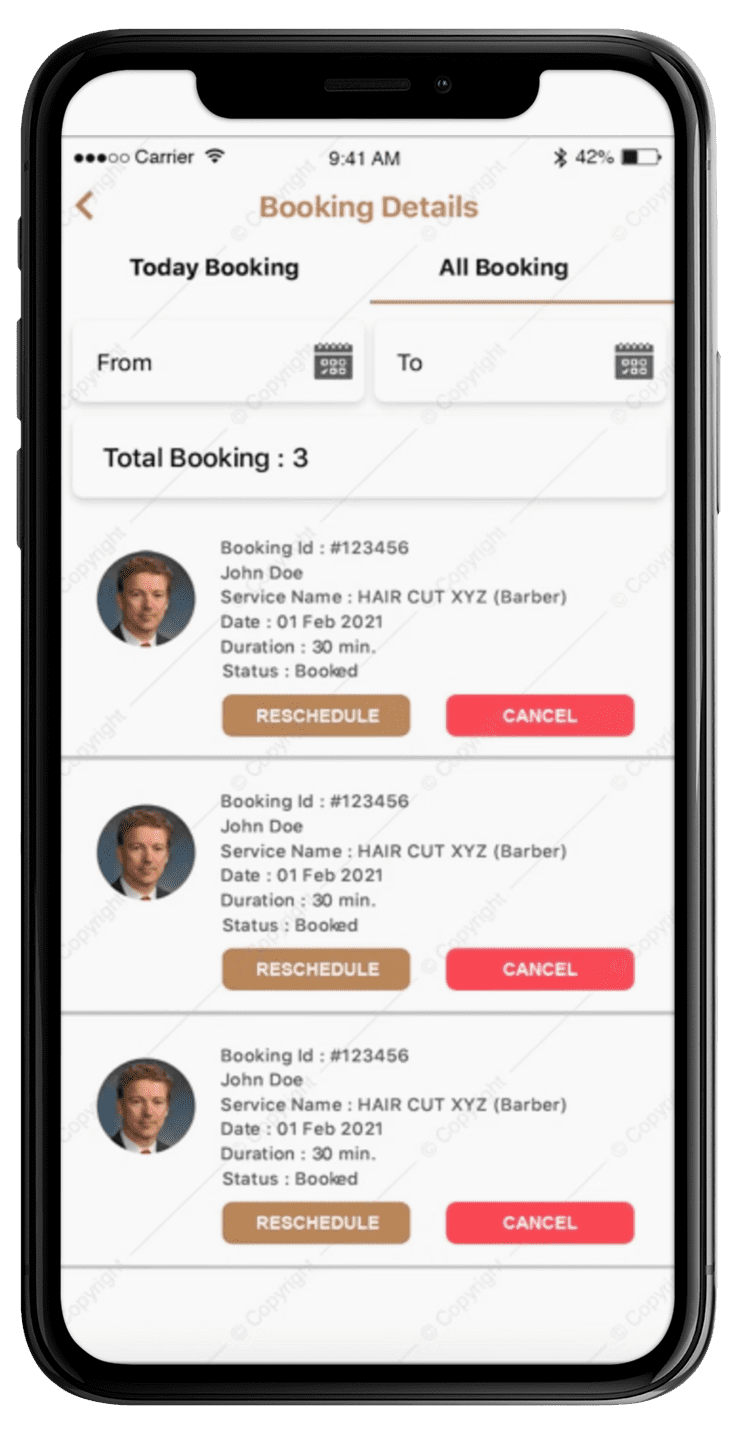 Carrier 9:41 AM 42%
Booking Details
Today Booking All Booking
From To
Total Booking : 3
Booking Id : #123456
John Doe
Service Name : HAIR CUT XYZ (Barber)
Date : 01 Feb 2021
Duration : 30 min.
Status : Booked
RESCHEDULE CANCEL
Booking Id : #123456
John Doe
Service Name : HAIR CUT XYZ (Barber)
Date : 01 Feb 2021
Duration : 30 min.
Status : Booked
RESCHEDULE CANCEL
Booking Id : #123456
John Doe
Service Name : HAIR CUT XYZ (Barber)
Date : 01 Feb 2021
Duration : 30 min.
Status : Booked
RESCHEDULE CANCEL
© Copyright